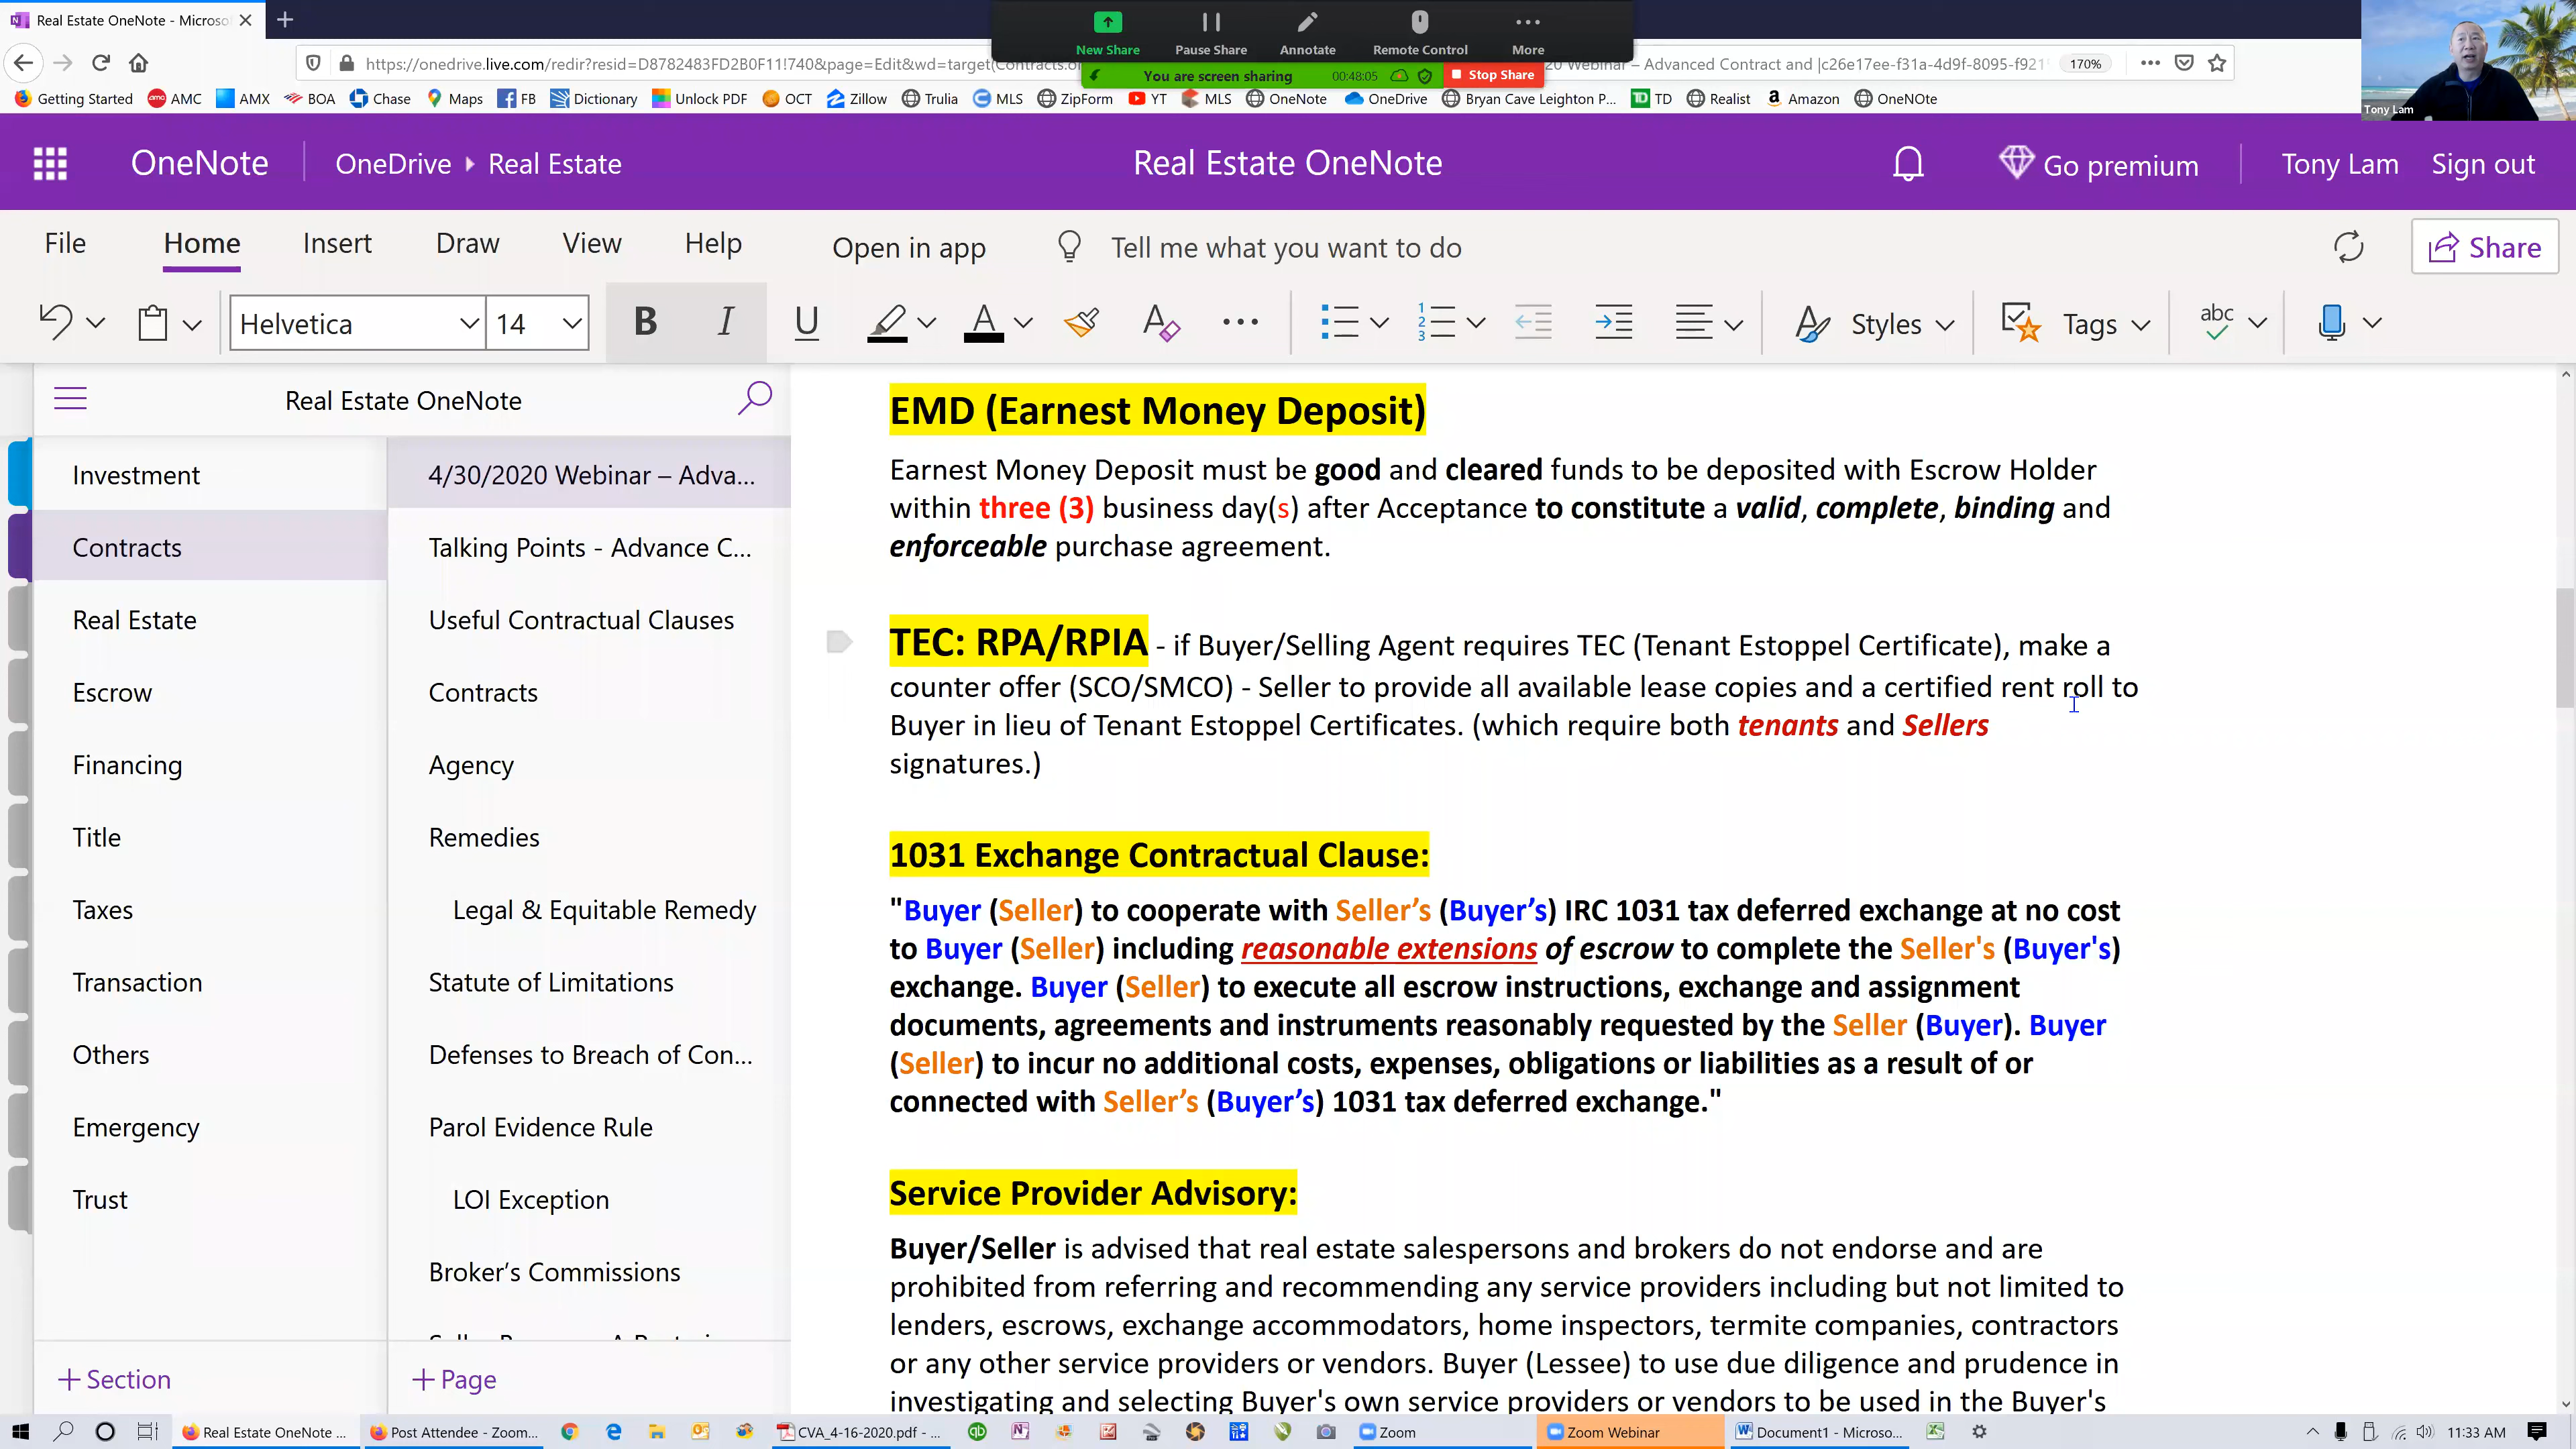 Real Estate OneNote - Microso
New Share
Pause Share
Annotate
Remote Control
More
https://onedrive.live.com/redir?resid=D8782483FD2B0F11!740&page=Edit&wd=target(Contracts.o
You are screen sharing
00:48:05
Stop Share
20 Webinar – Advanced Contract and |c26e17ee-f31a-4d9f-8095-f921
170%
Getting Started
AMC
AMX
BOA
Chase
Maps
FB
Dictionary
Unlock PDF
OCT
Zillow
Trulia
MLS
ZipForm
YT
MLS
OneNote
OneDrive
Bryan Cave Leighton P...
TD
Realist
Amazon
OneNOte
Tony Lam
OneNote
OneDrive
Real Estate
Real Estate OneNote
Go premium
Tony Lam
Sign out
File
Home
Insert
Draw
View
Help
Open in app
Tell me what you want to do
Share
Helvetica
14
B
I
U
A
A
Styles
Tags
abc
Real Estate OneNote
Investment
Contracts
Real Estate
Escrow
Financing
Title
Taxes
Transaction
Others
Emergency
Trust
+ Section
4/30/2020 Webinar – Adva...
Talking Points - Advance C...
Useful Contractual Clauses
Contracts
Agency
Remedies
Legal & Equitable Remedy
Statute of Limitations
Defenses to Breach of Con...
Parol Evidence Rule
LOI Exception
Broker's Commissions
+ Page
EMD (Earnest Money Deposit)
Earnest Money Deposit must be good and cleared funds to be deposited with Escrow Holder
within three (3) business day(s) after Acceptance to constitute a valid, complete, binding and
enforceable purchase agreement.
TEC: RPA/RPIA - if Buyer/Selling Agent requires TEC (Tenant Estoppel Certificate), make a
counter offer (SCO/SMCO) - Seller to provide all available lease copies and a certified rent roll to
Buyer in lieu of Tenant Estoppel Certificates. (which require both tenants and Sellers
signatures.)
1031 Exchange Contractual Clause:
"Buyer (Seller) to cooperate with Seller’s (Buyer’s) IRC 1031 tax deferred exchange at no cost
to Buyer (Seller) including reasonable extensions of escrow to complete the Seller's (Buyer's)
exchange. Buyer (Seller) to execute all escrow instructions, exchange and assignment
documents, agreements and instruments reasonably requested by the Seller (Buyer). Buyer
(Seller) to incur no additional costs, expenses, obligations or liabilities as a result of or
connected with Seller’s (Buyer’s) 1031 tax deferred exchange."
Service Provider Advisory:
Buyer/Seller is advised that real estate salespersons and brokers do not endorse and are
prohibited from referring and recommending any service providers including but not limited to
lenders, escrows, exchange accommodators, home inspectors, termite companies, contractors
or any other service providers or vendors. Buyer (Lessee) to use due diligence and prudence in
investigating and selecting Buyer's own service providers or vendors to be used in the Buyer's
Real Estate OneNote ...
Post Attendee - Zoom...
CVA_4-16-2020.pdf - ...
Zoom
Zoom Webinar
Document1 - Microso...
11:33 AM